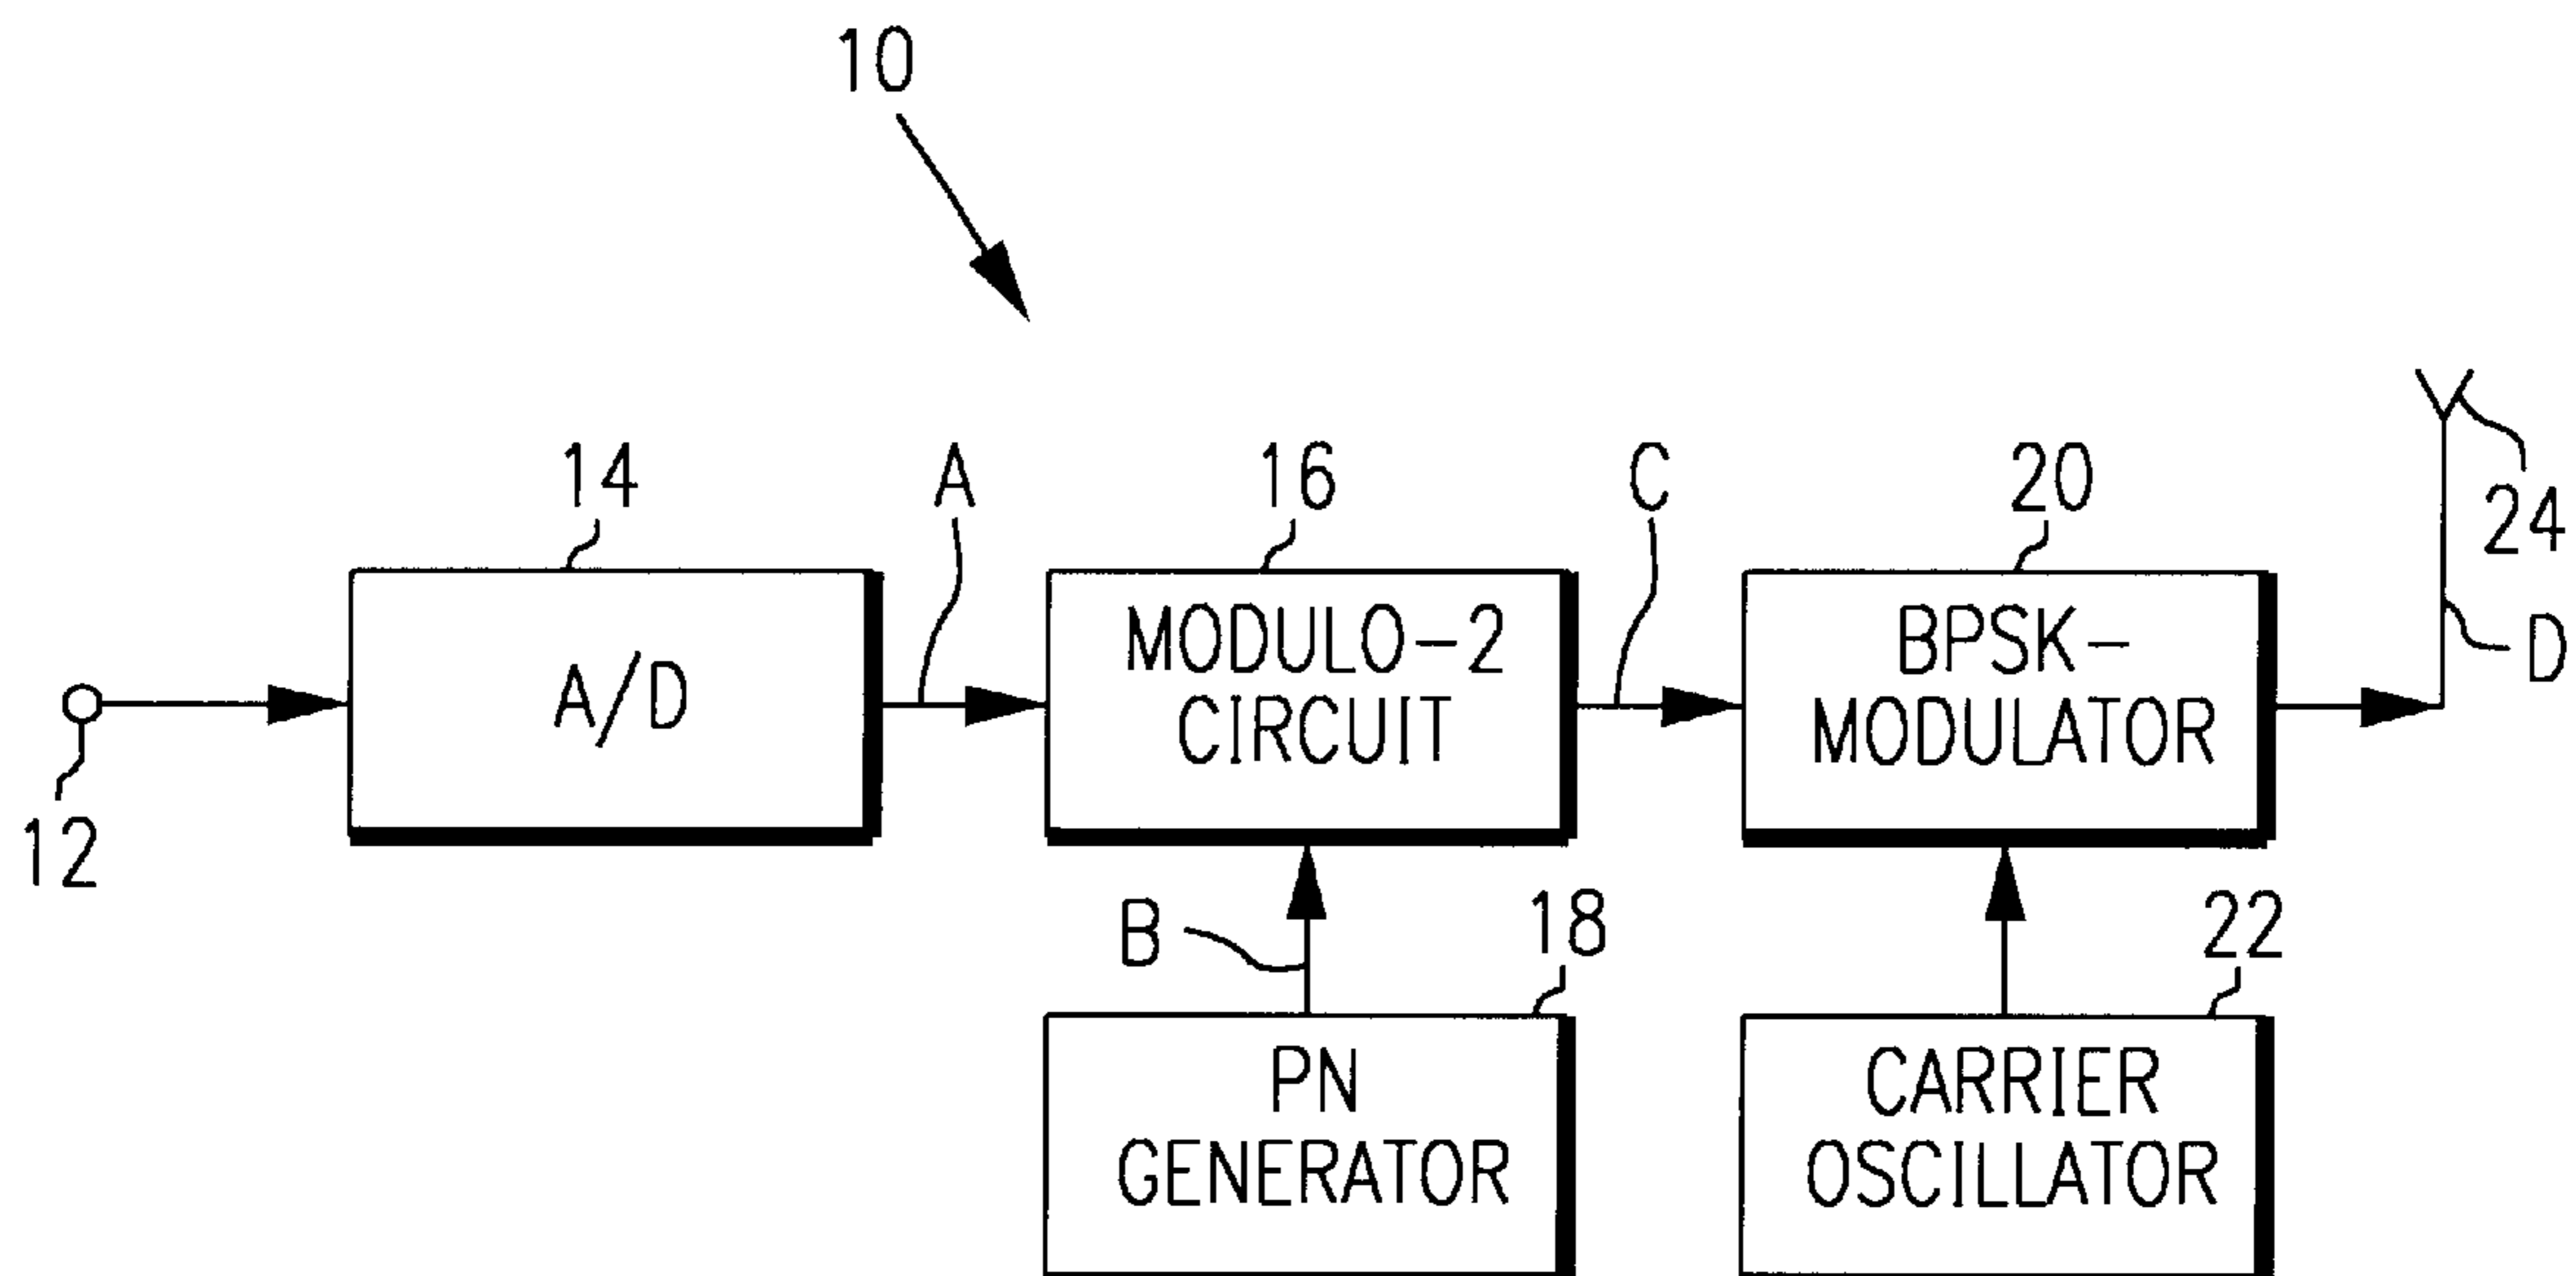 10
14
A
16
C
20
24
A/D
MODULO-2
CIRCUIT
BPSK-
MODULATOR
D
12
B
18
22
PN
GENERATOR
CARRIER
OSCILLATOR